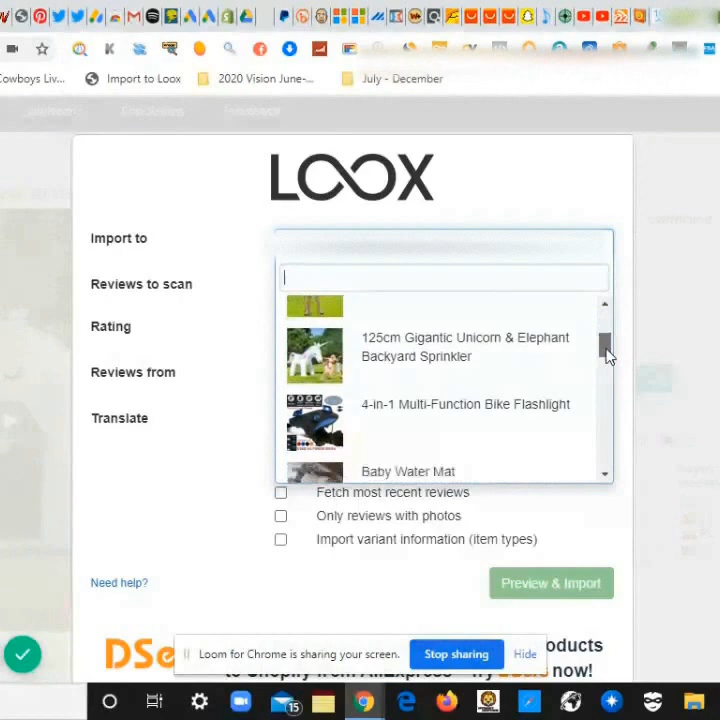 Cowboys Liv...
Import to Loox
2020 Vision June-...
July - December
LOOX
Import to
Reviews to scan
Rating
Reviews from
Translate
125cm Gigantic Unicorn & Elephant
Backyard Sprinkler
4-in-1 Multi-Function Bike Flashlight
Baby Water Mat
Fetch most recent reviews
Only reviews with photos
Import variant information (item types)
Need help?
Preview & Import
Loom for Chrome is sharing your screen.
Stop sharing
Hide
DSe
oducts
now!
15